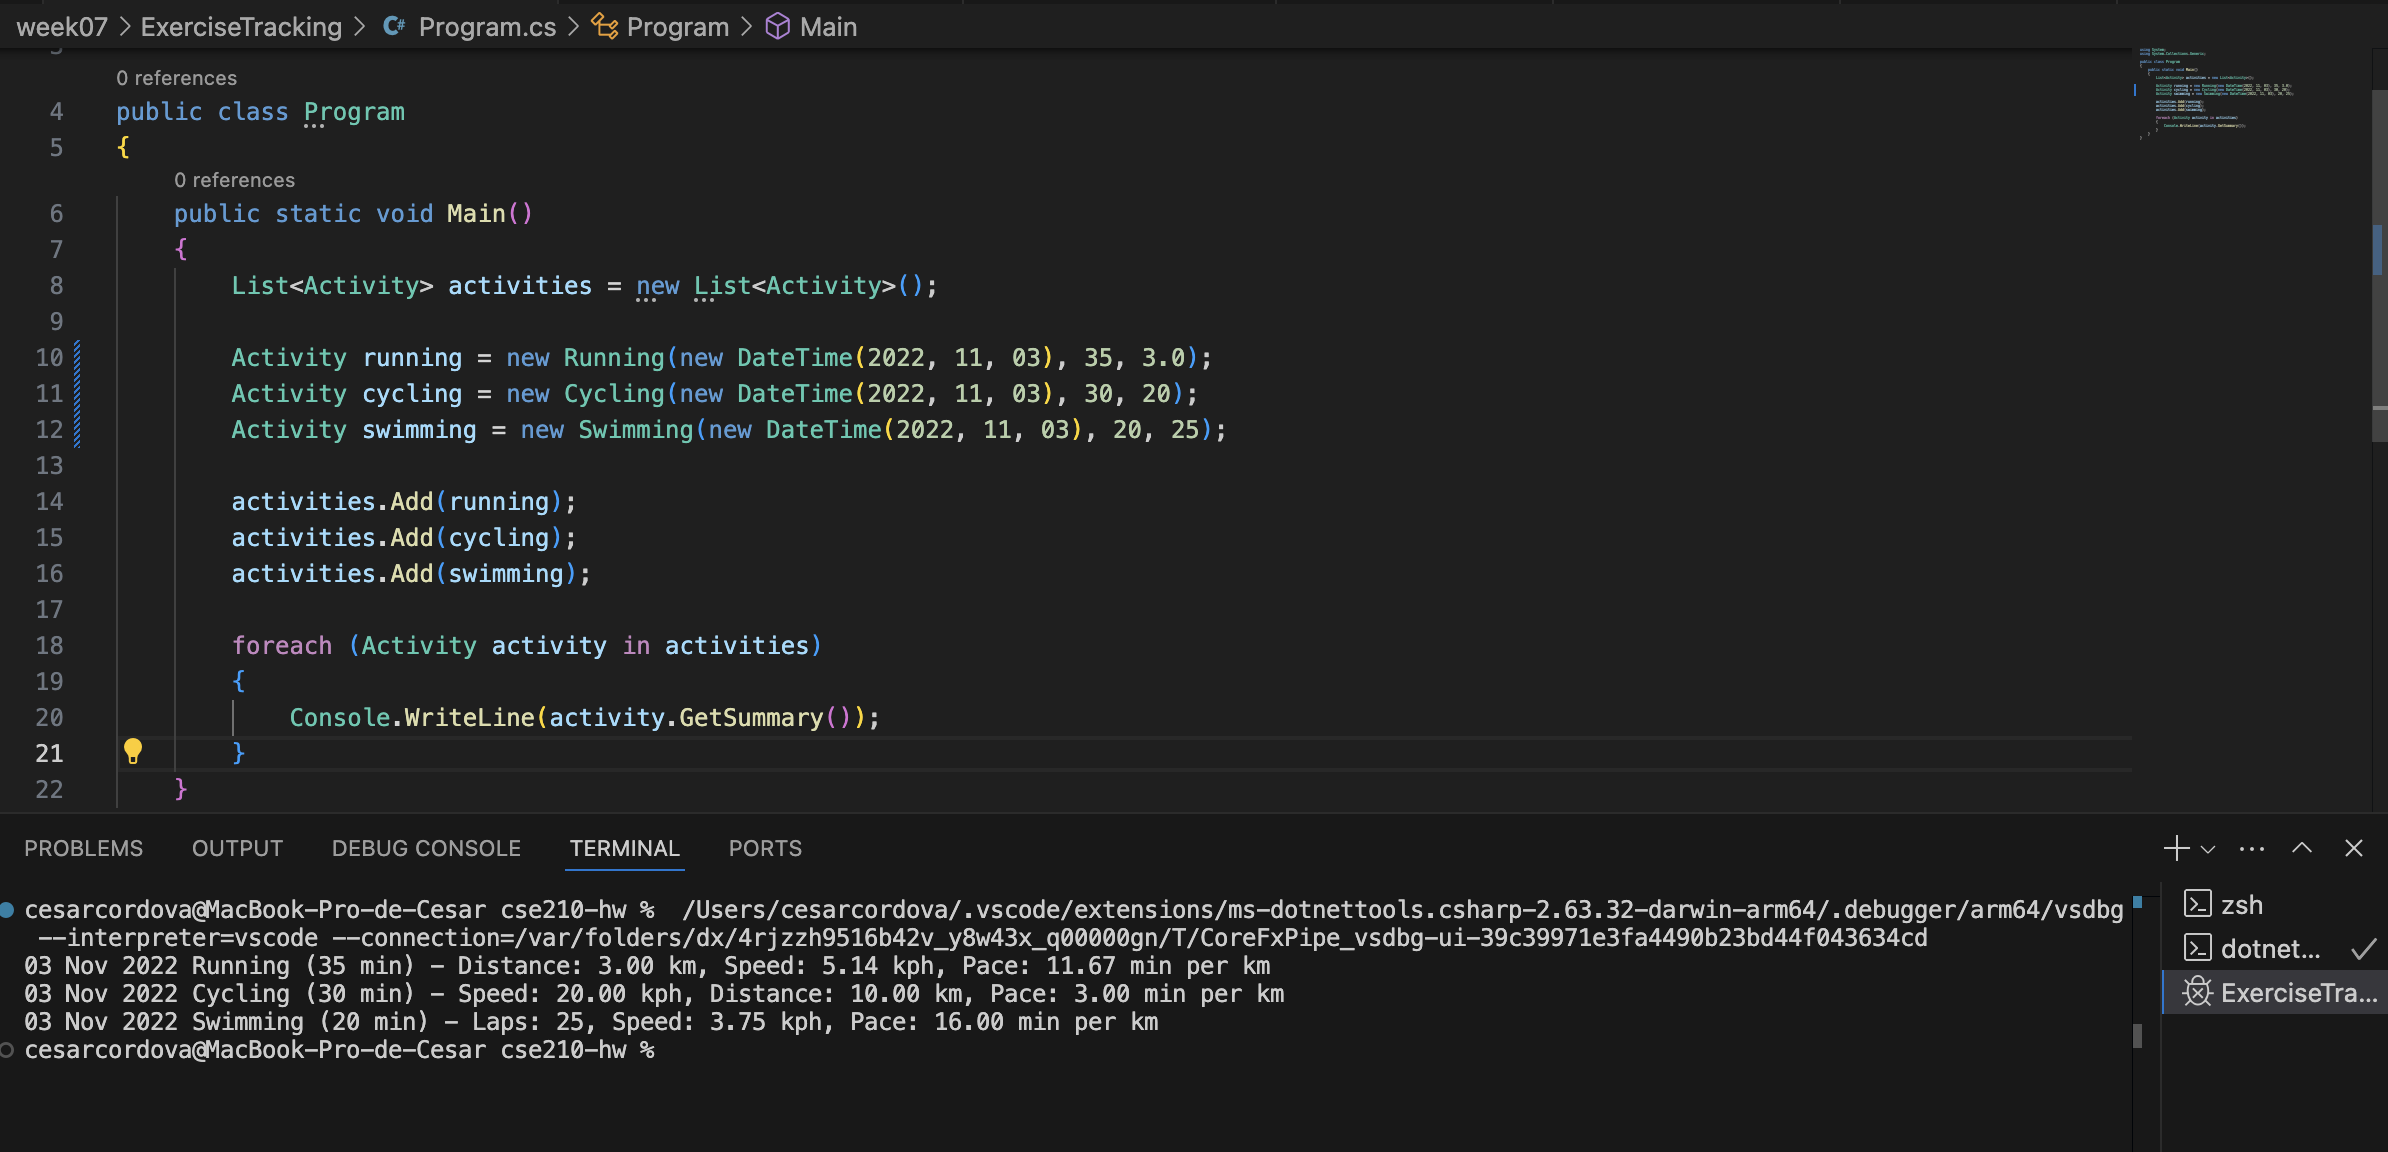 week07 > ExerciseTracking > C# Program.cs > Program > Main
0 references
4 public class Program
5 {
0 references
6 public static void Main()
7 {
8 List<Activity> activities = new List<Activity>();
9
10 Activity running = new Running(new DateTime(2022, 11, 03), 35, 3.0);
11 Activity cycling = new Cycling(new DateTime(2022, 11, 03), 30, 20);
12 Activity swimming = new Swimming(new DateTime(2022, 11, 03), 20, 25);
13
14 activities.Add(running);
15 activities.Add(cycling);
16 activities.Add(swimming);
17
18 foreach (Activity activity in activities)
19 {
20 Console.WriteLine(activity.GetSummary());
21 }
22 }
PROBLEMS OUTPUT DEBUG CONSOLE TERMINAL PORTS
cesarcordova@MacBook-Pro-de-Cesar cse210-hw % /Users/cesarcordova/.vscode/extensions/ms-dotnettools.csharp-2.63.32-darwin-arm64/.debugger/arm64/vsdbg
--interpreter=vscode --connection=/var/folders/dx/4rjzzh9516b42v_y8w43x_q00000gn/T/CoreFxPipe_vsdbg-ui-39c39971e3fa4490b23bd44f043634cd
03 Nov 2022 Running (35 min) - Distance: 3.00 km, Speed: 5.14 kph, Pace: 11.67 min per km
03 Nov 2022 Cycling (30 min) - Speed: 20.00 kph, Distance: 10.00 km, Pace: 3.00 min per km
03 Nov 2022 Swimming (20 min) - Laps: 25, Speed: 3.75 kph, Pace: 16.00 min per km
cesarcordova@MacBook-Pro-de-Cesar cse210-hw %
zsh
dotnet...
ExerciseTra...